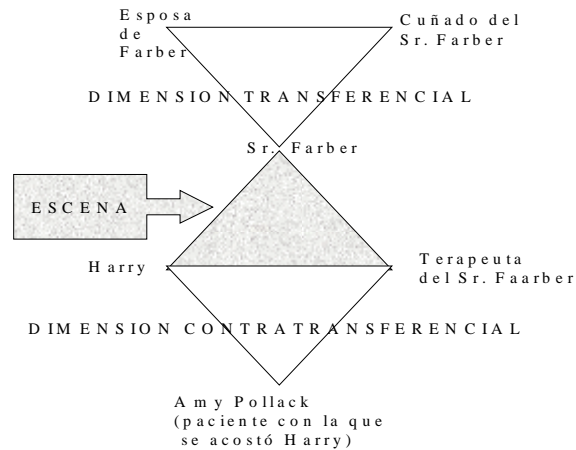 Esposa
de
Farber
Cuñado del
Sr. Farber
DIMENSION TRANSFERENCIAL
Sr. Farber
ESCENA
Harry
Terapeuta
del Sr. Faarber
DIMENSION CONTRATRANSFERENCIAL
Amy Pollack
(paciente con la que
se acostó Harry)